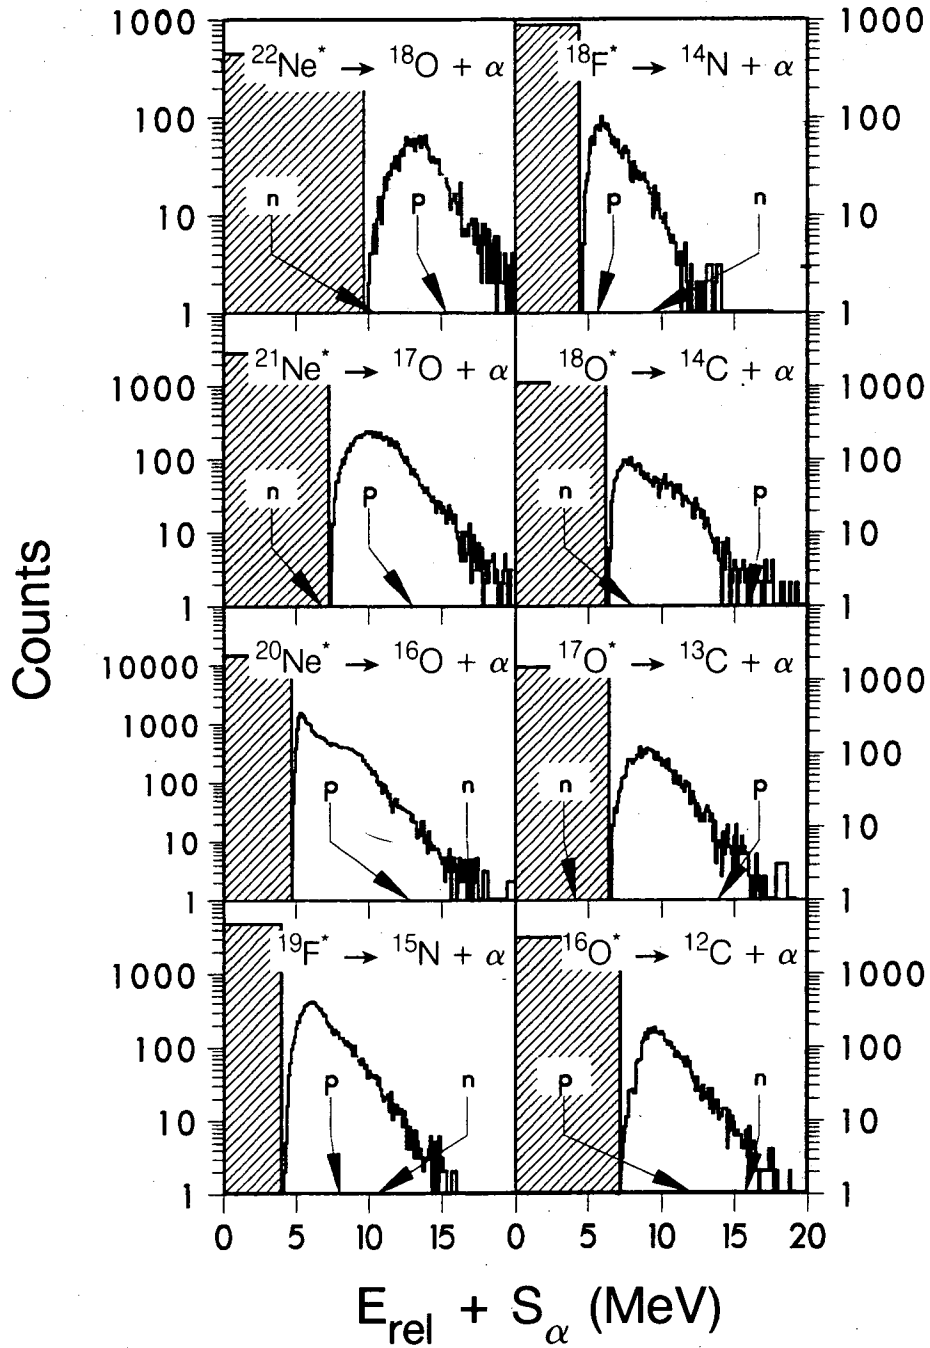 1000 ²²Ne* → ¹⁸O + α ¹⁸F* → ¹⁴N + α 1000
100 100
n p p n
10 10
1 1
²¹Ne* → ¹⁷O + α ¹⁸O* → ¹⁴C + α
1000 1000
100 100
n p n p
10 10
1 1
²⁰Ne* → ¹⁶O + α ¹⁷O* → ¹³C + α
10000 1000
1000
100 100
p n n p
10 10
1 1
¹⁹F* → ¹⁵N + α ¹⁶O* → ¹²C + α
1000 1000
100 100
p n p n
10 10
1 1
0 5 10 15 0 5 10 15 20
Counts
E_rel + S_α (MeV)